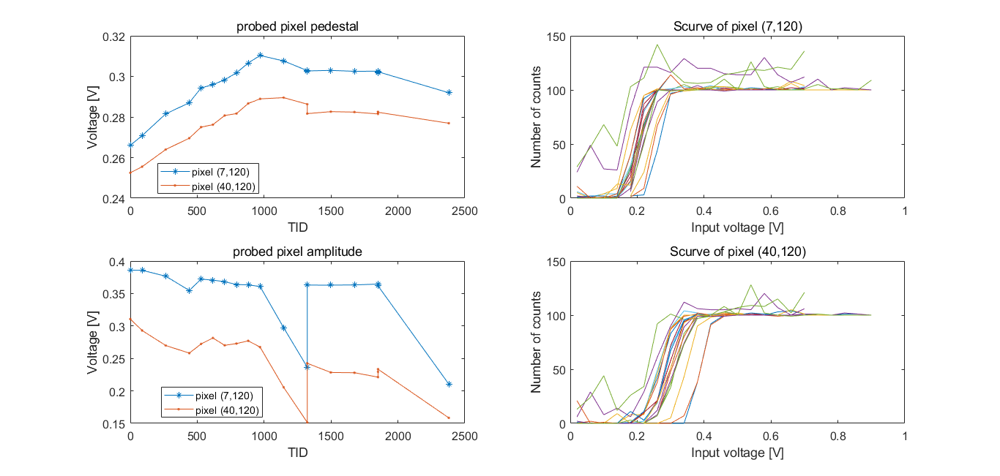 probed pixel pedestal
0.32
0.3
0.28
0.26
0.24
Voltage [V]
pixel (7,120)
pixel (40,120)
0 500 1000 1500 2000 2500
TID
Scurve of pixel (7,120)
150
100
50
0
Number of counts
0 0.2 0.4 0.6 0.8 1
Input voltage [V]
probed pixel amplitude
0.4
0.35
0.3
0.25
0.2
0.15
Voltage [V]
pixel (7,120)
pixel (40,120)
0 500 1000 1500 2000 2500
TID
Scurve of pixel (40,120)
150
100
50
0
Number of counts
0 0.2 0.4 0.6 0.8 1
Input voltage [V]